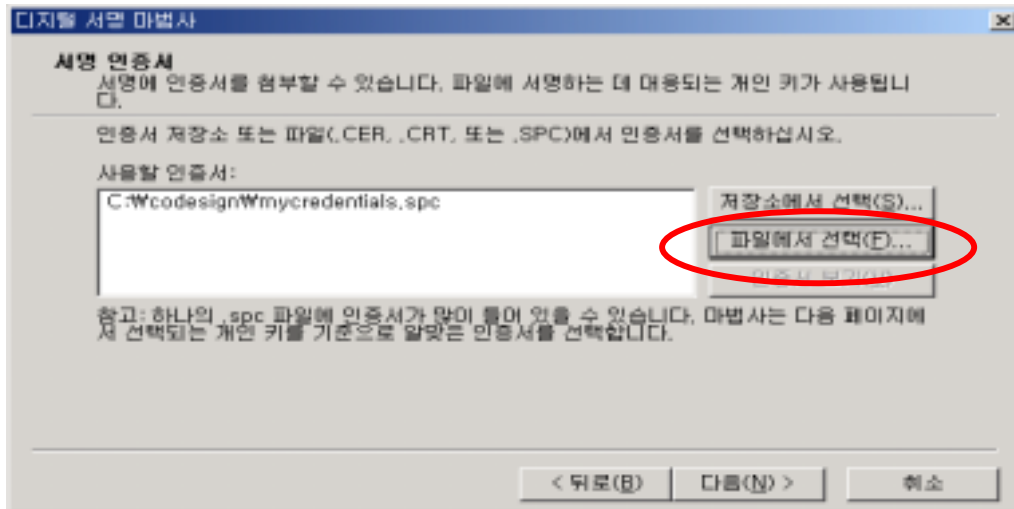 디지털 서명 마법사
서명 인증서
서명에 인증서를 첨부할 수 있습니다. 파일에 서명하는 데 대응되는 개인 키가 사용됩니
다.
인증서 저장소 또는 파일(.CER, .CRT, 또는 .SPC)에서 인증서를 선택하십시오.
사용할 인증서:
C:₩codesign₩mycredentials.spc
저장소에서 선택(S)...
파일에서 선택(F)...
인증서 보기(V)
참고: 하나의 .spc 파일에 인증서가 많이 들어 있을 수 있습니다. 마법사는 다음 페이지에
서 선택되는 개인 키를 기준으로 알맞은 인증서를 선택합니다.
< 뒤로(B)
다음(N) >
취소